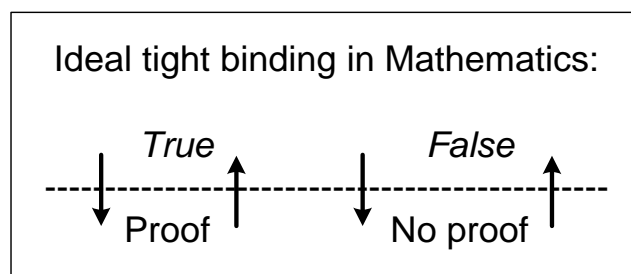 Ideal tight binding in Mathematics:
True False
Proof No proof